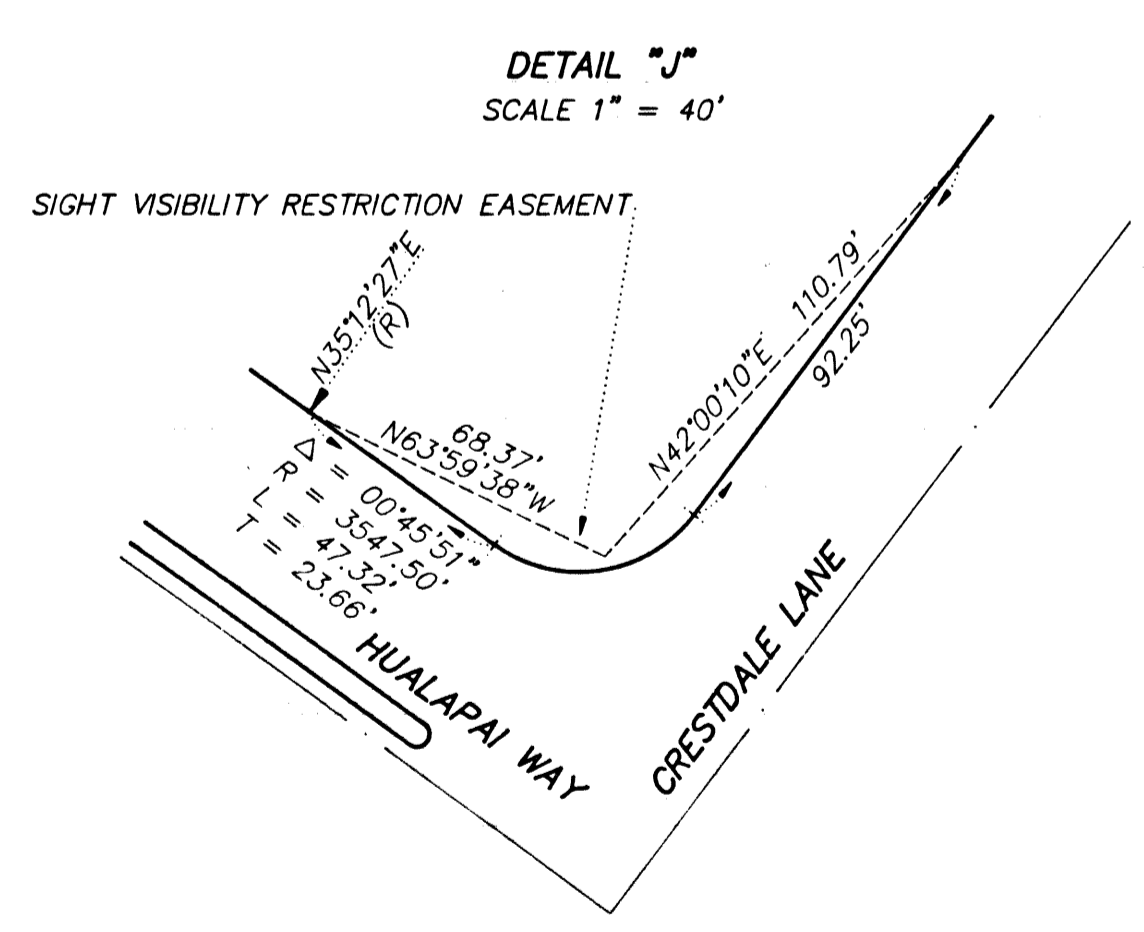 DETAIL "J"
SCALE 1" = 40'
SIGHT VISIBILITY RESTRICTION EASEMENT
N35°12'27"E
(R)
110.79'
N42°00'10"E
92.25'
68.37'
N63°59'38"W
Δ = 00°45'51"
R = 3547.50'
L = 47.32'
T = 23.66'
HUALAPAI WAY
CRESTDALE LANE